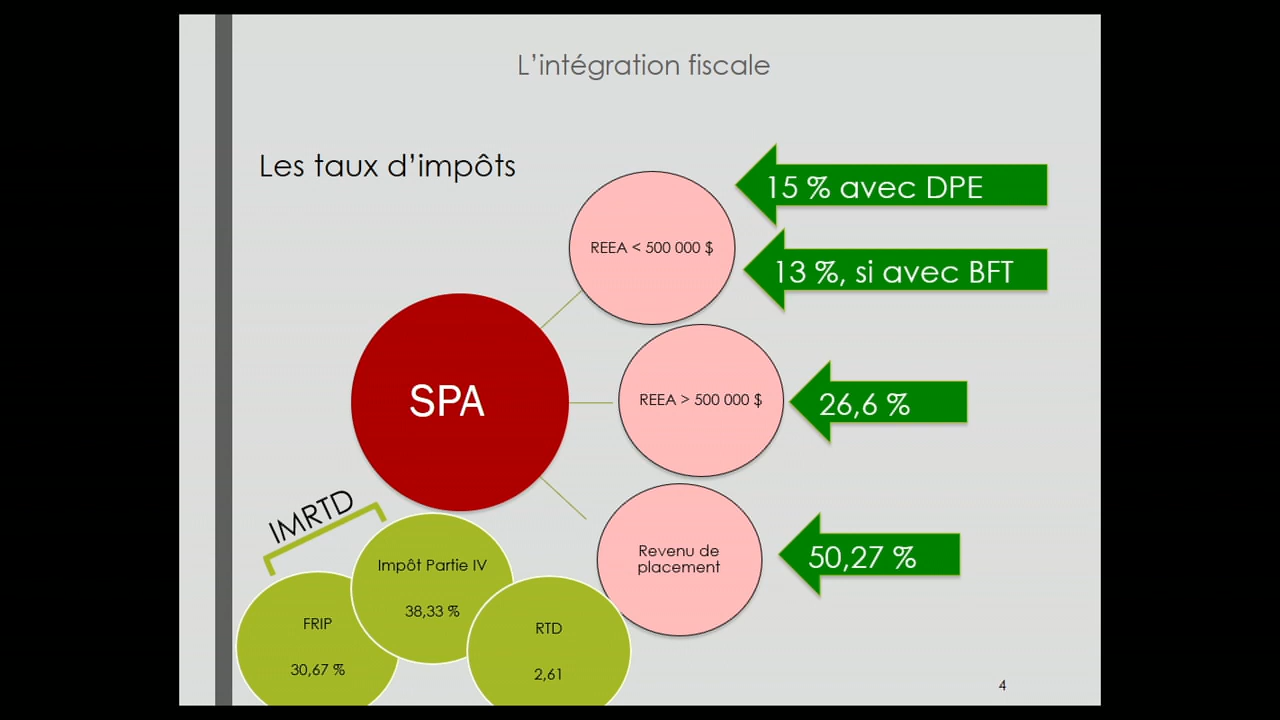 L’intégration fiscale
Les taux d’impôts
15 % avec DPE
REEA < 500 000 $
13 %, si avec BFT
SPA
REEA > 500 000 $
26,6 %
IMRTD
Revenu de
placement
50,27 %
Impôt Partie IV
38,33 %
FRIP
30,67 %
RTD
2,61
4